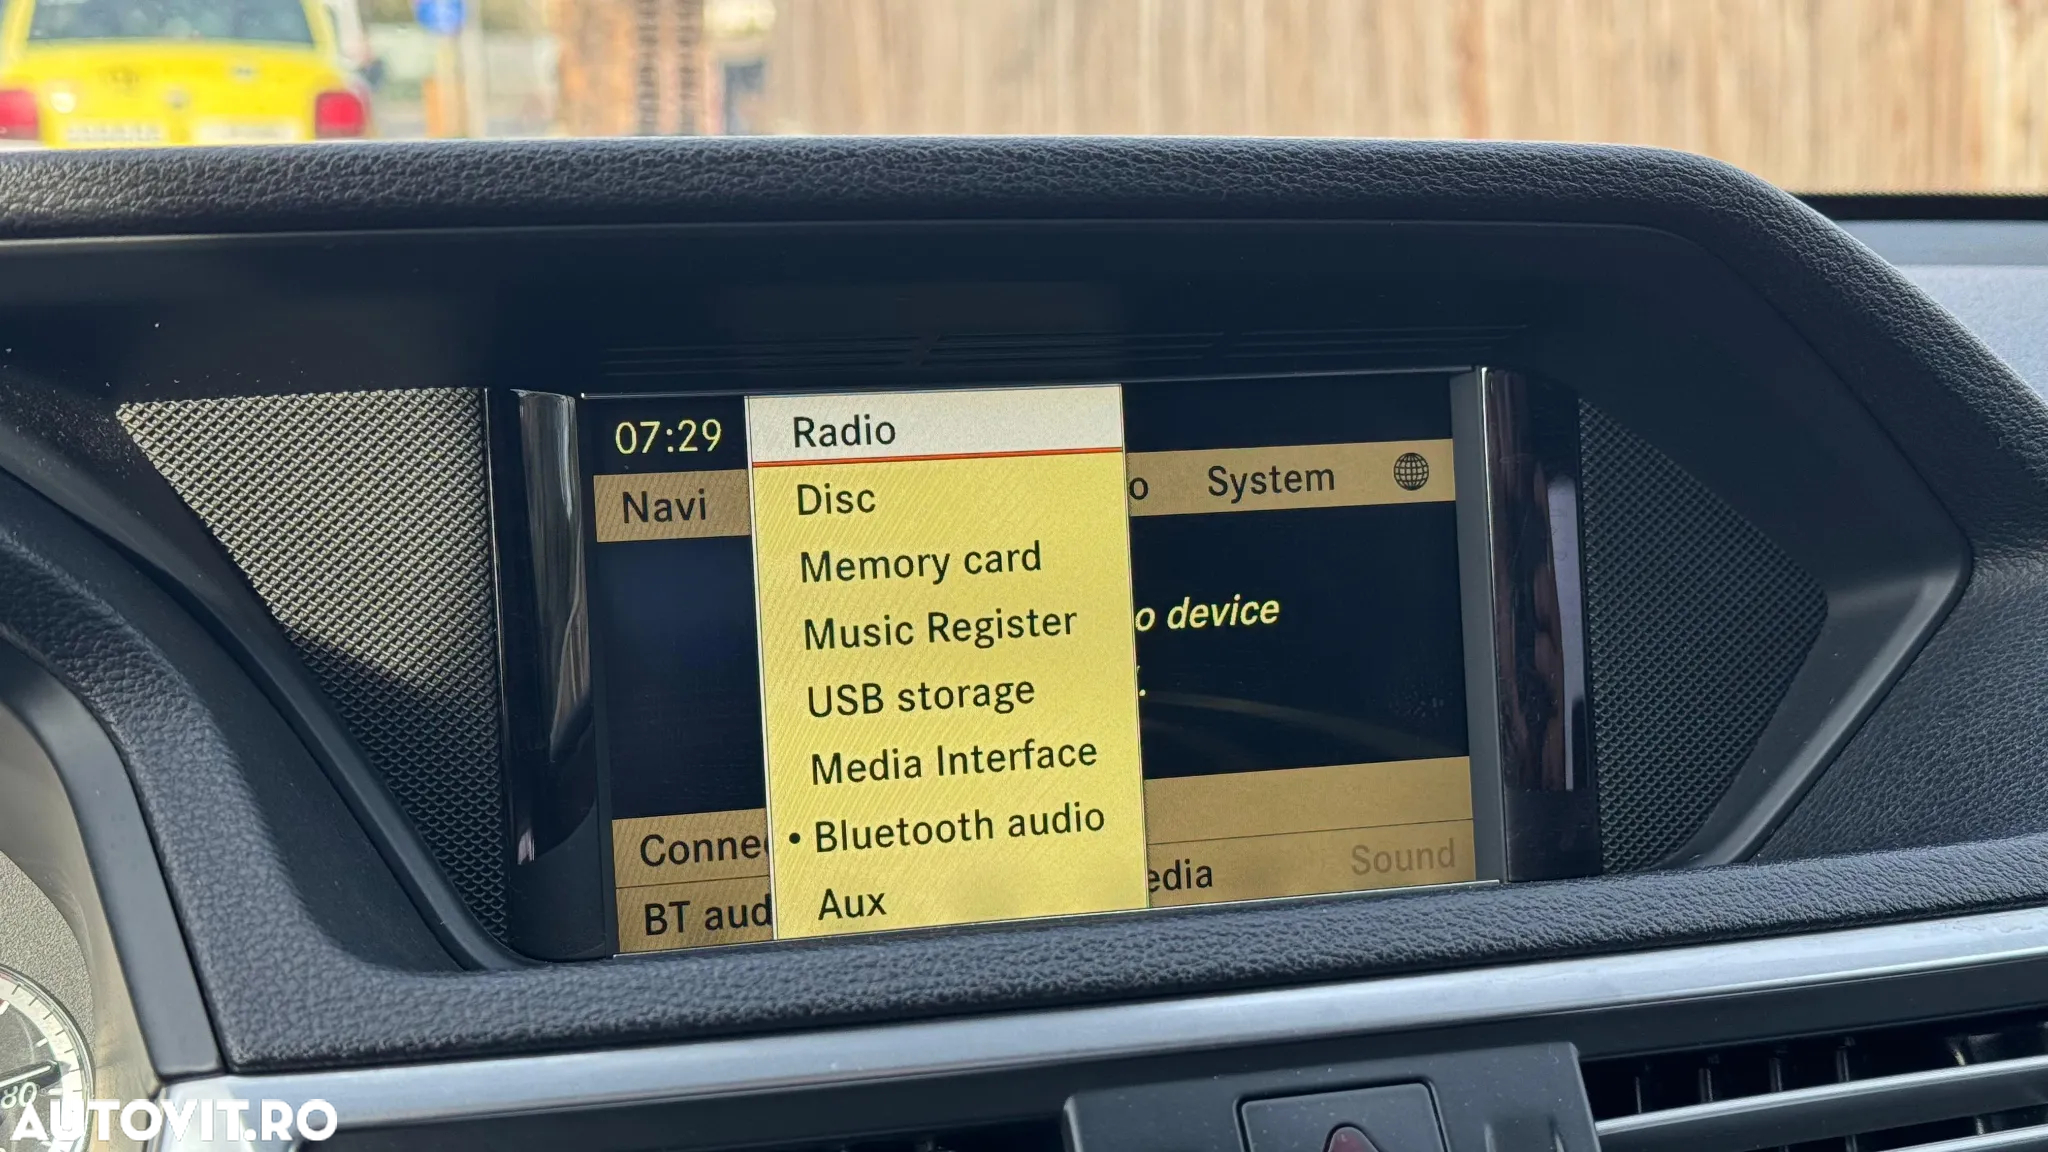 07:29
Radio
Navi
System
Disc
Memory card
Music Register
o device
USB storage
Media Interface
Bluetooth audio
Sound
Aux
BT aud
edia
Conne
80
AUTOVIT.RO